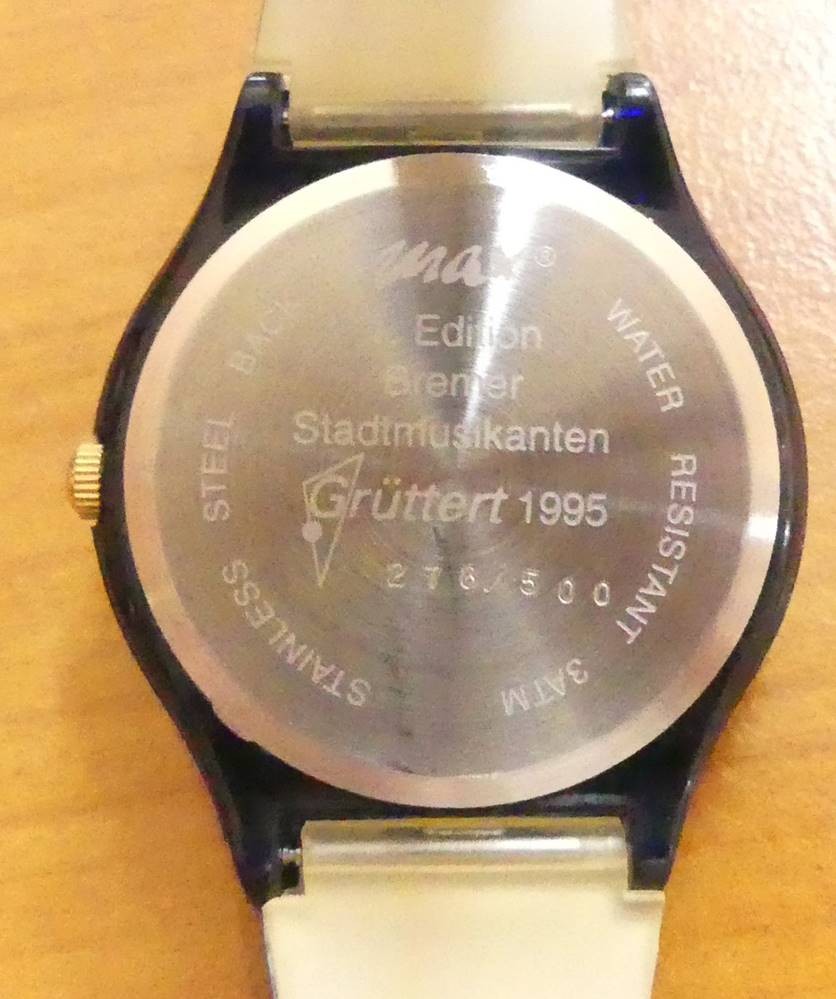 max®
Edition
Bremer
Stadtmusikanten
Grüttert 1995
276/500
WATER RESISTANT 3ATM STAINLESS STEEL BACK